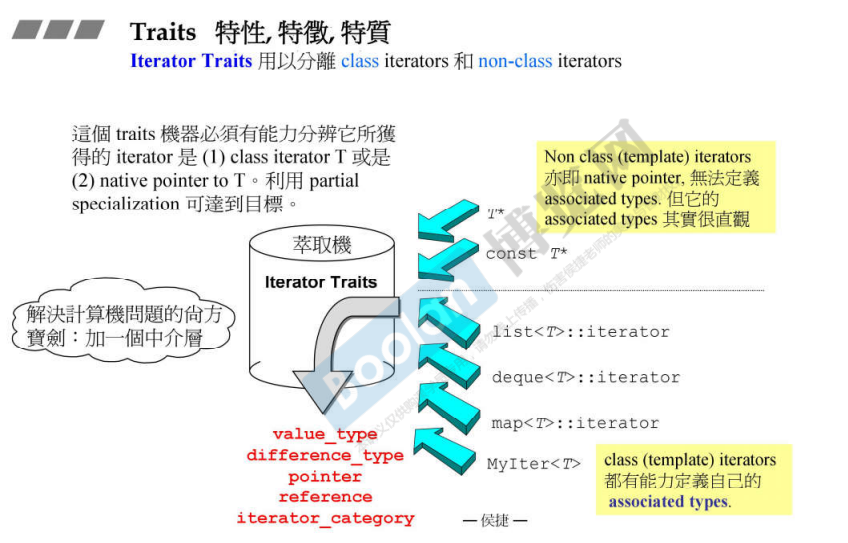 Traits 特性, 特徵, 特質
Iterator Traits 用以分離 class iterators 和 non-class iterators
這個 traits 機器必須有能力分辨它所獲
得的 iterator 是 (1) class iterator T 或是
(2) native pointer to T。利用 partial
specialization 可達到目標。
Non class (template) iterators
亦即 native pointer, 無法定義
associated types. 但它的
associated types 其實很直觀
T*
const T*
萃取機
Iterator Traits
解決計算機問題的尚方
寶劍：加一個中介層
list<T>::iterator
deque<T>::iterator
map<T>::iterator
MyIter<T>
class (template) iterators
都有能力定義自己的
associated types.
value_type
difference_type
pointer
reference
iterator_category
— 侯捷 —
Boolan 博览网